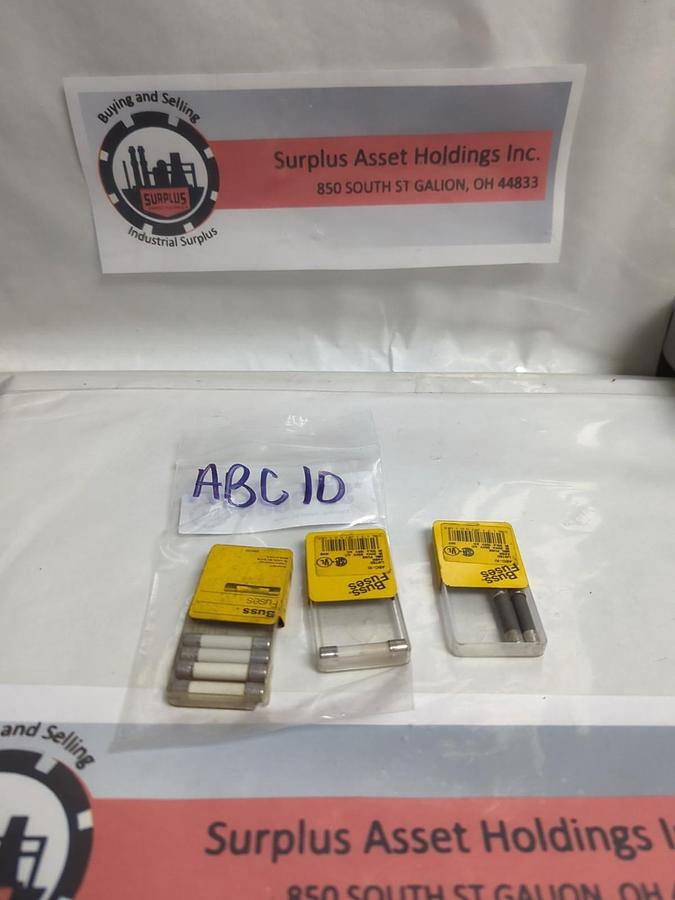 Buying and Selling
SURPLUS
Industrial Surplus
Surplus Asset Holdings Inc.
850 SOUTH ST GALION, OH 44833
ABC 10
Buss
Fuses
Buss
Fuses
Buss
Fuses
and Selling
Surplus Asset Holdings I
850 SOUTH ST GALION, OH